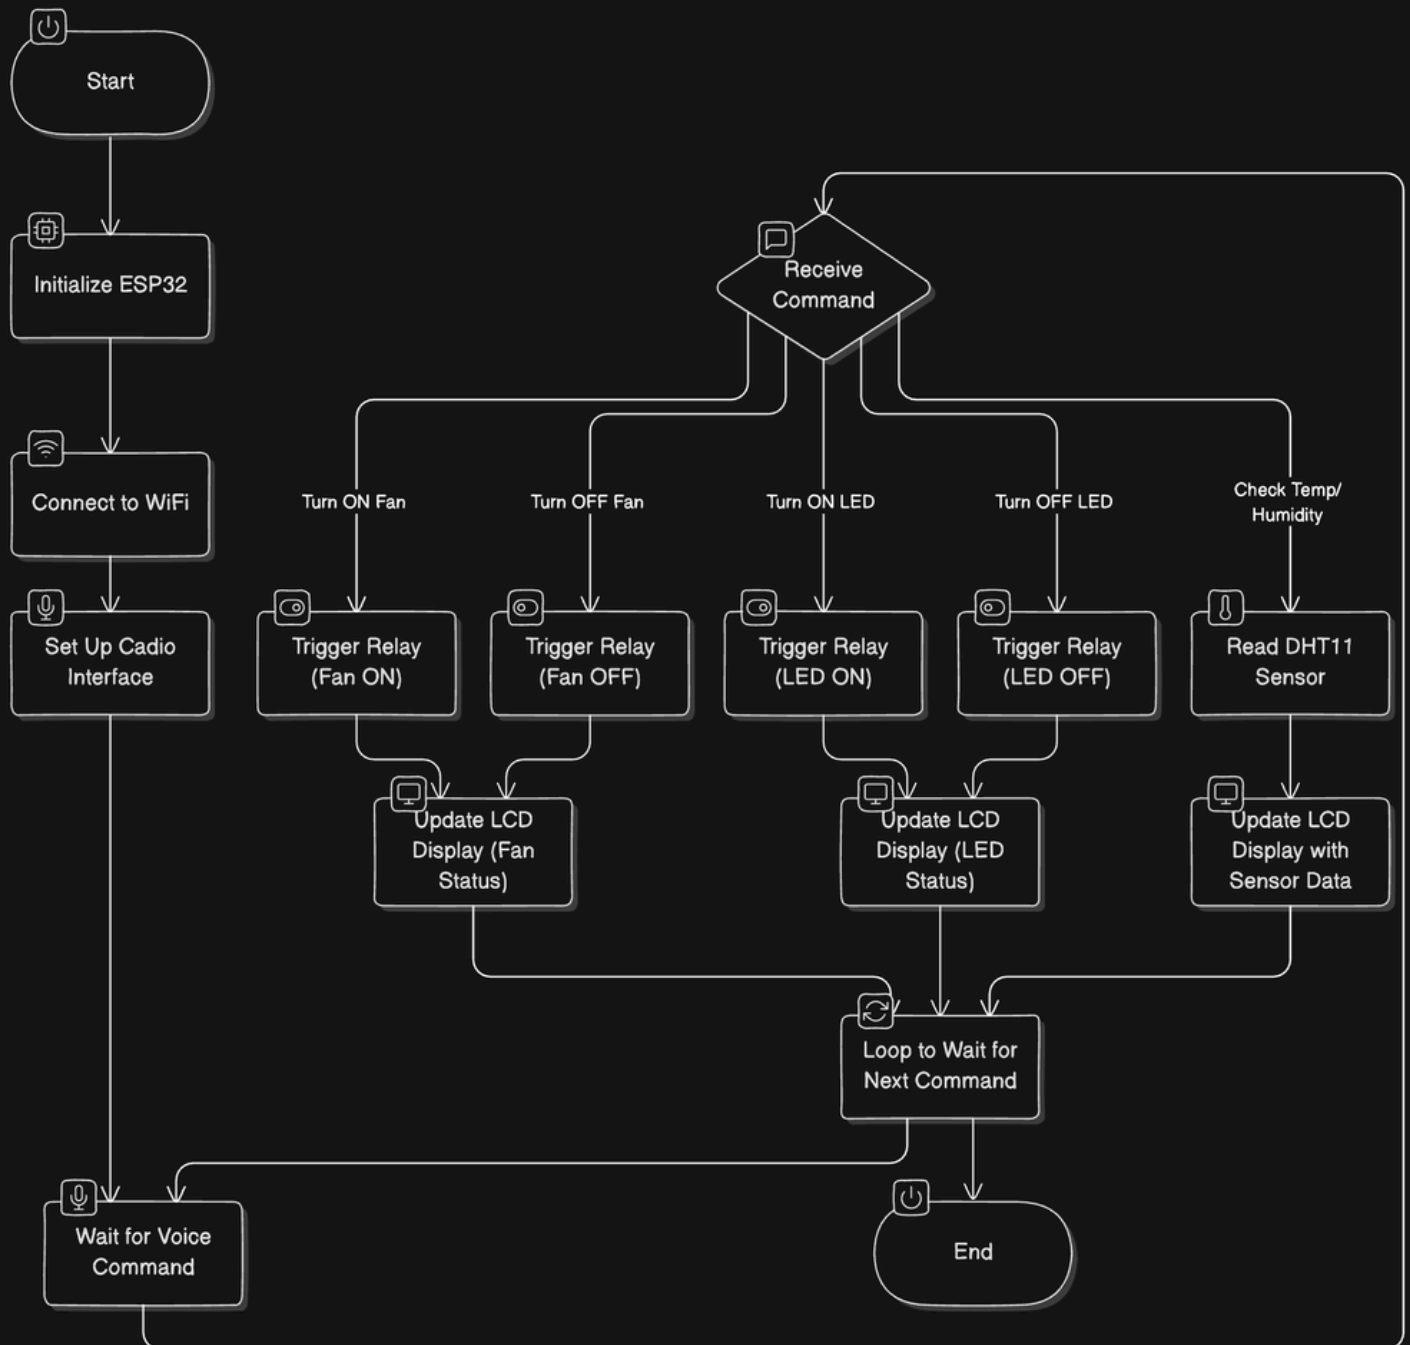 Start
Initialize ESP32
Connect to WiFi
Set Up Cadio
Interface
Receive
Command
Turn ON Fan
Turn OFF Fan
Turn ON LED
Turn OFF LED
Check Temp/
Humidity
Trigger Relay
(Fan ON)
Trigger Relay
(Fan OFF)
Trigger Relay
(LED ON)
Trigger Relay
(LED OFF)
Read DHT11
Sensor
Update LCD
Display (Fan
Status)
Update LCD
Display (LED
Status)
Update LCD
Display with
Sensor Data
Loop to Wait for
Next Command
Wait for Voice
Command
End